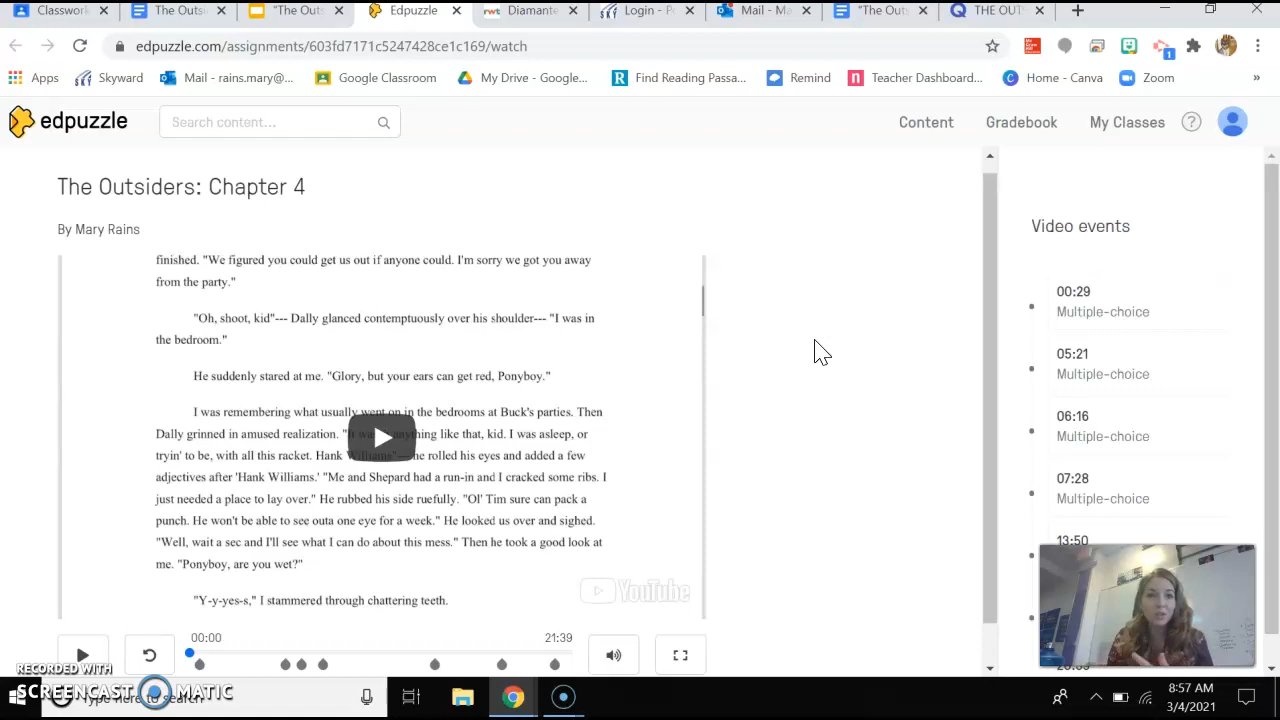 Classwork
The Outsi
"The Outs
Edpuzzle
rwt Diamante
Login - P
Mail - Ma
"The Out
Q THE OUT
edpuzzle.com/assignments/603fd7171c5247428ce1c169/watch
1
Apps
Skyward
Mail - rains.mary@...
Google Classroo
My Drive - Google...
R Find Reading Passa...
Remind
n Teacher Dashboard...
C Home - Canva
Zoom
»
edpuzzle
Search content...
Content
Gradebook
My Classes
?
The Outsiders: Chapter 4
By Mary Rains
finished. "We figured you could get us out if anyone could. I'm sorry we got you away
from the party."
"Oh, shoot, kid"--- Dally glanced contemptuously over his shoulder--- "I was in
the bedroom."
He suddenly stared at me. "Glory, but your ears can get red, Ponyboy."
I was remembering what usually went on in the bedrooms at Buck's parties. Then
Dally grinned in amused realization. "It anything like that, kid. I was asleep, or
tryin' to be, with all this racket. Hank Williams"--- he rolled his eyes and added a few
adjectives after 'Hank Williams.' "Me and Shepard had a run-in and I cracked some ribs. I
just needed a place to lay over." He rubbed his side ruefully. "Ol' Tim sure can pack a
punch. He won't be able to see outa one eye for a week." He looked us over and sighed.
"Well, wait a sec and I'll see what I can do about this mess." Then he took a good look at
me. "Ponyboy, are you wet?"
"Y-y-yes-s," I stammered through chattering teeth.
YouTube
00:00
21:39
Video events
00:29
Multiple-choice
05:21
Multiple-choice
06:16
Multiple-choice
07:28
Multiple-choice
13:50
RECORDED WITH
SCREENCAST MATIC
Type here to search
8:57 AM
3/4/2021